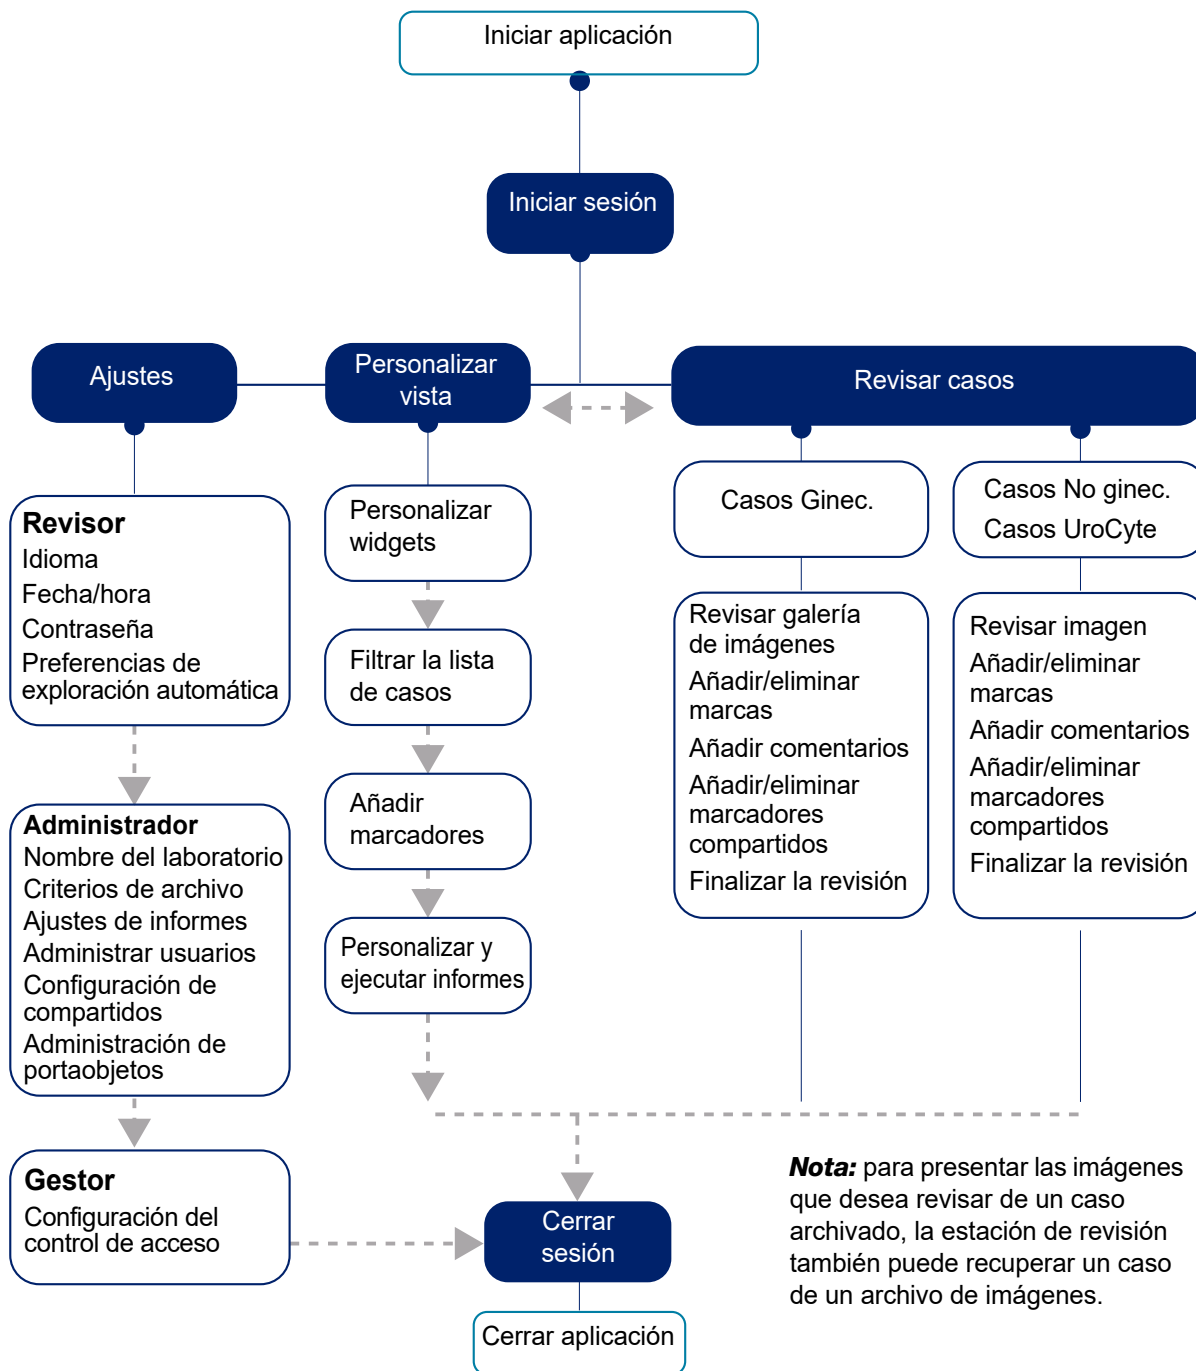 Iniciar aplicación
Iniciar sesión
Ajustes
Personalizar
vista
Revisar casos
Revisor
Idioma
Fecha/hora
Contraseña
Preferencias de
exploración automática
Administrador
Nombre del laboratorio
Criterios de archivo
Ajustes de informes
Administrar usuarios
Configuración de
compartidos
Administración de
portaobjetos
Gestor
Configuración del
control de acceso
Personalizar
widgets
Filtrar la lista
de casos
Añadir
marcadores
Personalizar y
ejecutar informes
Casos Ginec.
Revisar galería
de imágenes
Añadir/eliminar
marcas
Añadir comentarios
Añadir/eliminar
marcadores
compartidos
Finalizar la revisión
Casos No ginec.
Casos UroCyte
Revisar imagen
Añadir/eliminar
marcas
Añadir comentarios
Añadir/eliminar
marcadores
compartidos
Finalizar la revisión
Nota: para presentar las imágenes
que desea revisar de un caso
archivado, la estación de revisión
también puede recuperar un caso
de un archivo de imágenes.
Cerrar
sesión
Cerrar aplicación